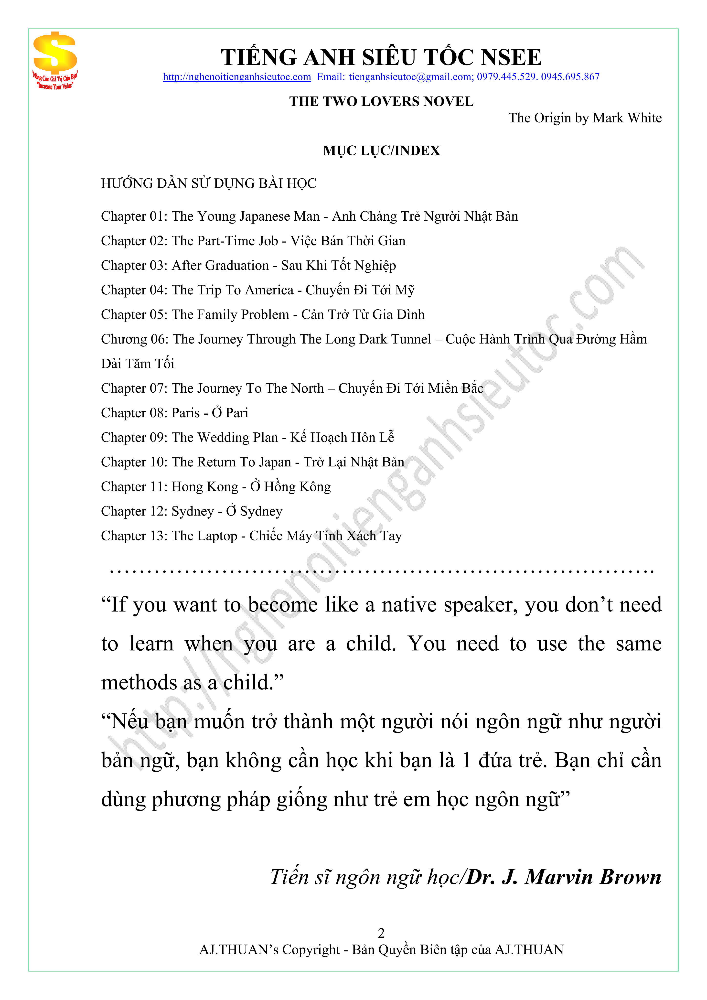 TIẾNG ANH SIÊU TỐC NSEE
http://nghenoitienganhsieutoc.com Email: tienganhsieutoc@gmail.com; 0979.445.529. 0945.695.867
"Nâng Cao Giá Trị Của Bạn"
"Increase Your Value"
THE TWO LOVERS NOVEL
The Origin by Mark White
MỤC LỤC/INDEX
HƯỚNG DẪN SỬ DỤNG BÀI HỌC
Chapter 01: The Young Japanese Man - Anh Chàng Trẻ Người Nhật Bản
Chapter 02: The Part-Time Job - Việc Bán Thời Gian
Chapter 03: After Graduation - Sau Khi Tốt Nghiệp
Chapter 04: The Trip To America - Chuyến Đi Tới Mỹ
Chapter 05: The Family Problem - Cản Trở Từ Gia Đình
Chương 06: The Journey Through The Long Dark Tunnel – Cuộc Hành Trình Qua Đường Hầm
Dài Tăm Tối
Chapter 07: The Journey To The North – Chuyến Đi Tới Miền Bắc
Chapter 08: Paris - Ở Pari
Chapter 09: The Wedding Plan - Kế Hoạch Hôn Lễ
Chapter 10: The Return To Japan - Trở Lại Nhật Bản
Chapter 11: Hong Kong - Ở Hồng Kông
Chapter 12: Sydney - Ở Sydney
Chapter 13: The Laptop - Chiếc Máy Tính Xách Tay
……………………………………………………………….
“If you want to become like a native speaker, you don’t need
to learn when you are a child. You need to use the same
methods as a child.”
“Nếu bạn muốn trở thành một người nói ngôn ngữ như người
bản ngữ, bạn không cần học khi bạn là 1 đứa trẻ. Bạn chỉ cần
dùng phương pháp giống như trẻ em học ngôn ngữ”
Tiến sĩ ngôn ngữ học/Dr. J. Marvin Brown
http://nghenoitienganhsieutoc.com
2
AJ.THUAN’s Copyright - Bản Quyền Biên tập của AJ.THUAN